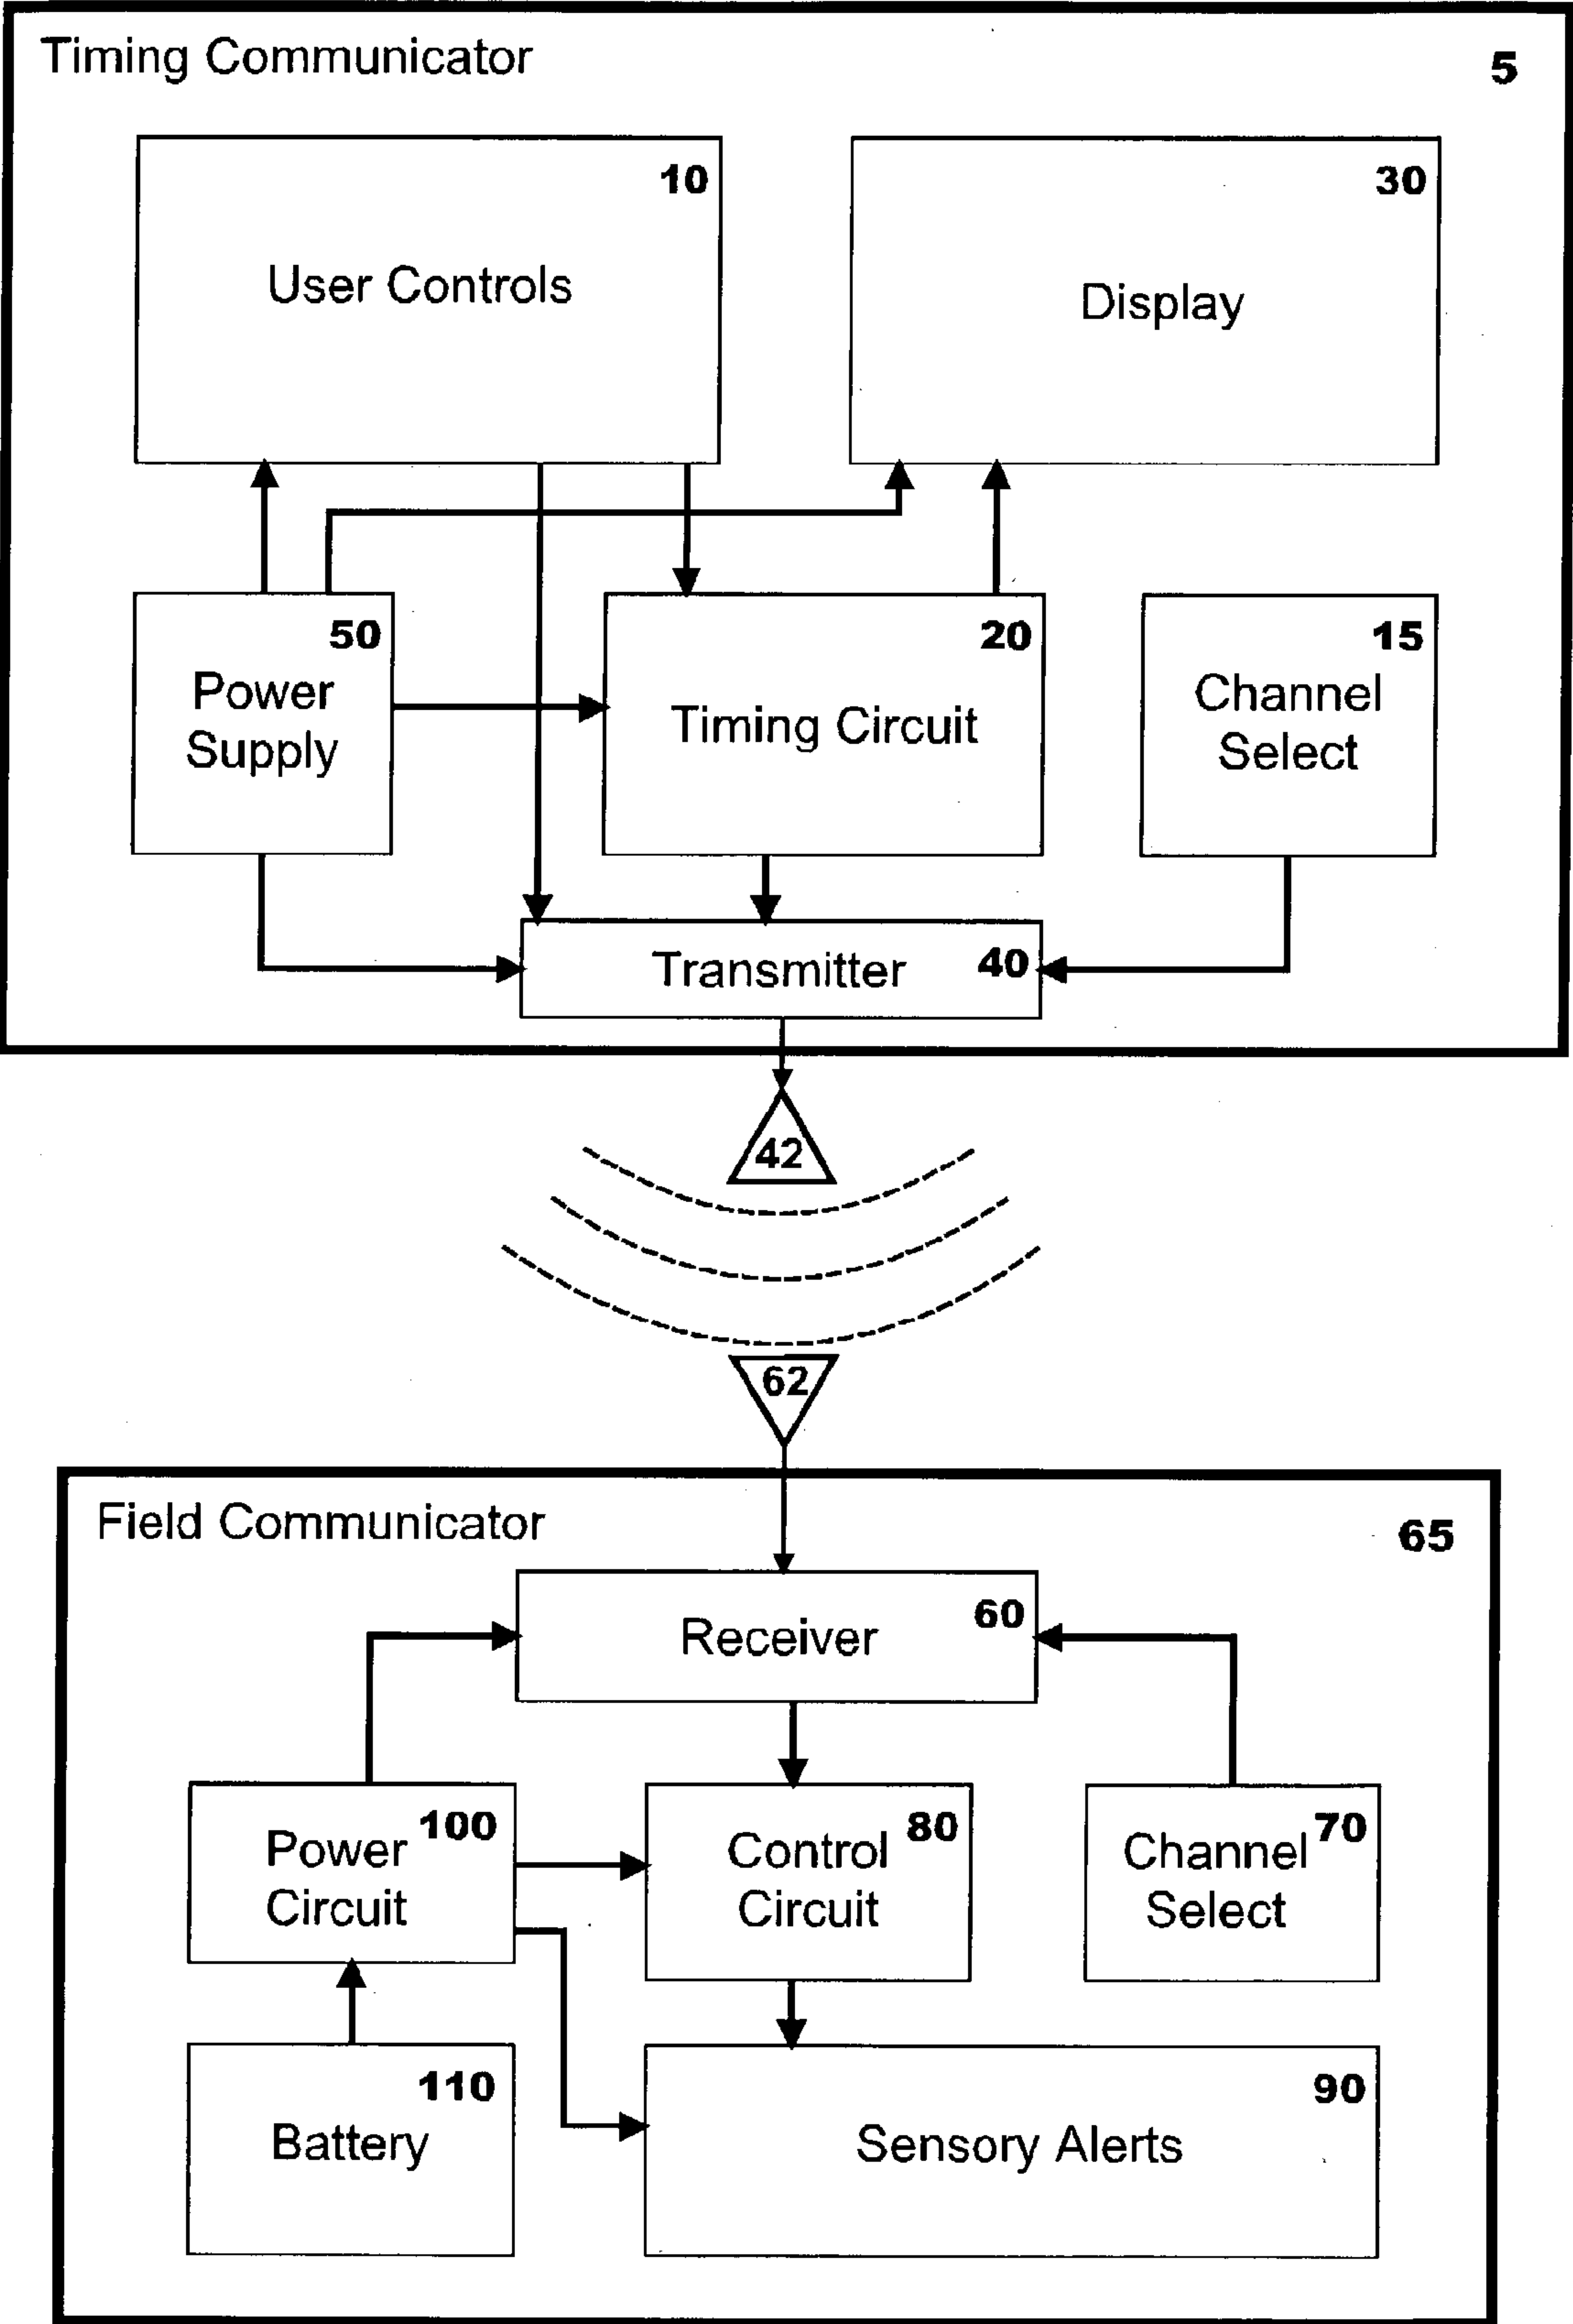 Timing Communicator 5
10
User Controls
30
Display
50
Power
Supply
20
Timing Circuit
15
Channel
Select
Transmitter 40
42
62
Field Communicator 65
Receiver 60
100
Power
Circuit
80
Control
Circuit
70
Channel
Select
110
Battery
90
Sensory Alerts